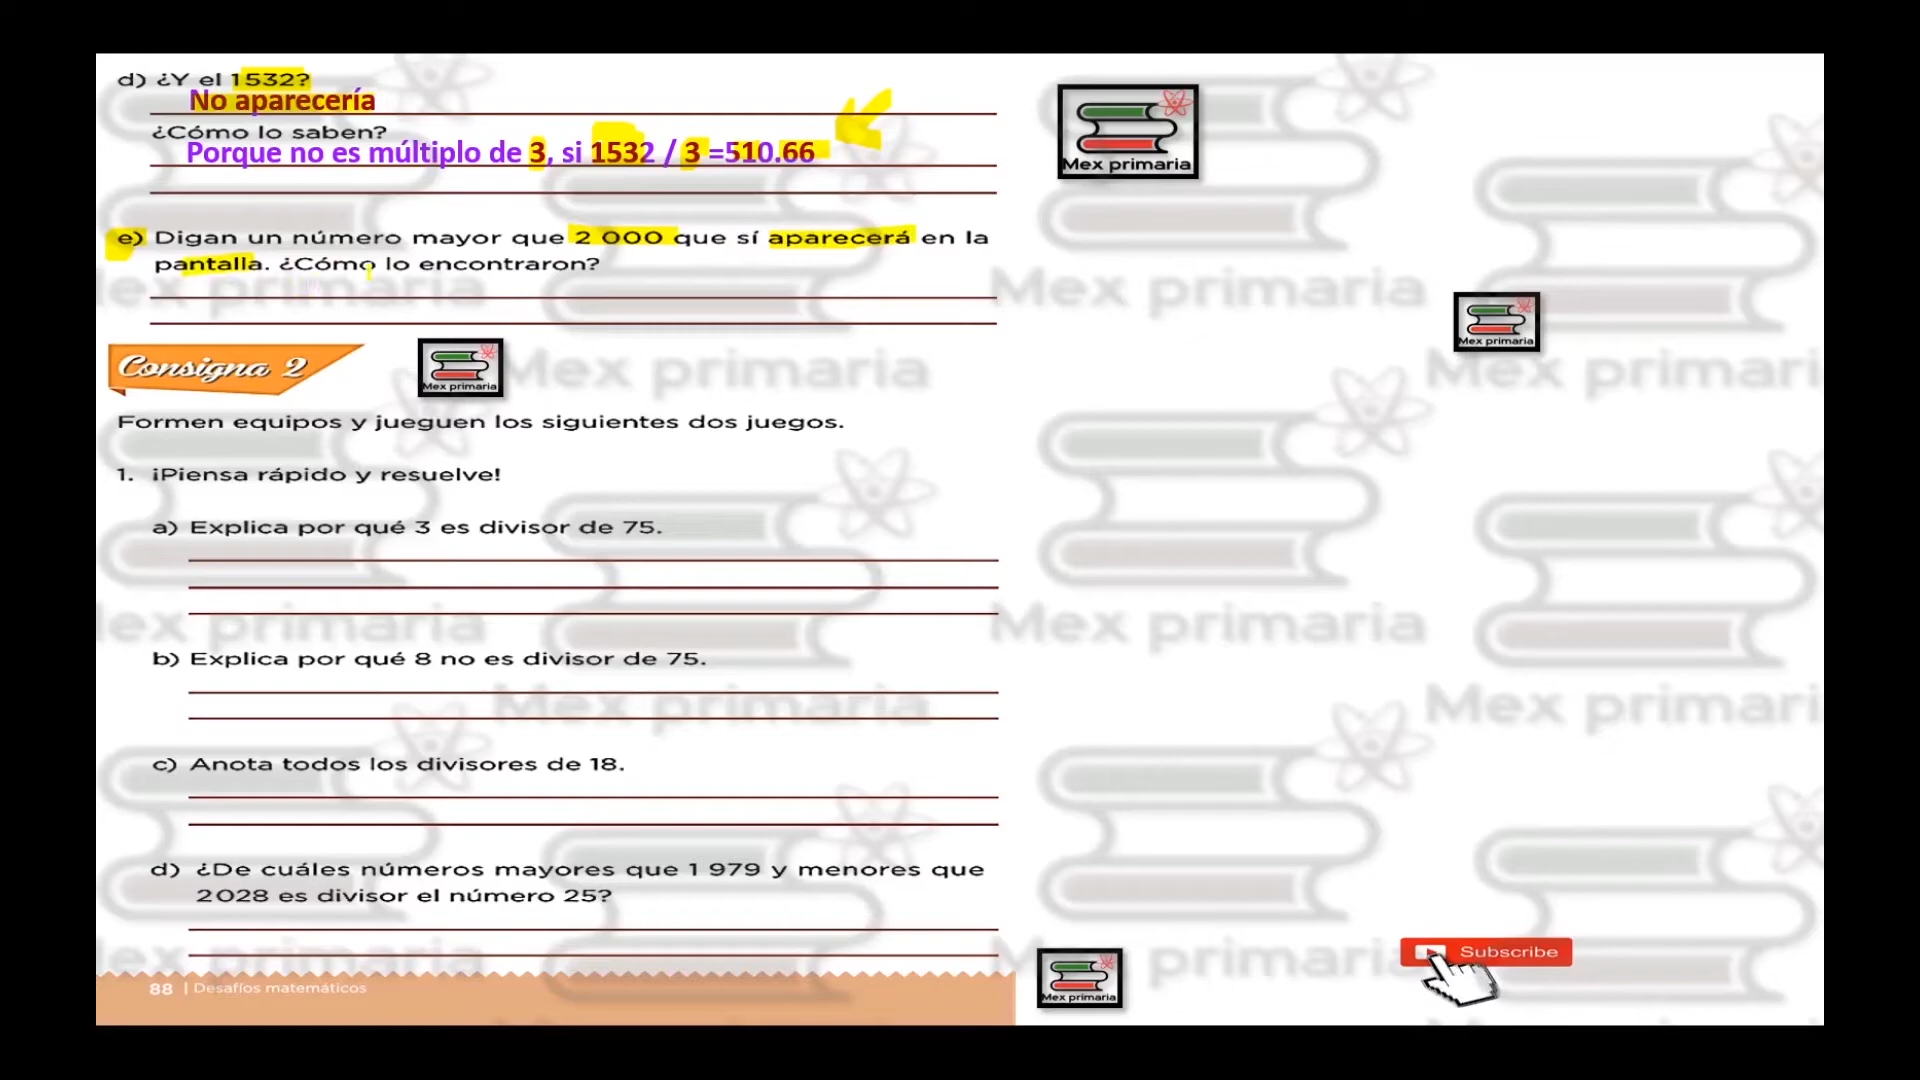 d) ¿Y el 1532?
No aparecería
¿Cómo lo saben?
Porque no es múltiplo de 3, si 1532 / 3 =510.66
e) Digan un número mayor que 2 000 que sí aparecerá en la
pantalla. ¿Cómo lo encontraron?
Consigna 2
Formen equipos y jueguen los siguientes dos juegos.
1. ¡Piensa rápido y resuelve!
a) Explica por qué 3 es divisor de 75.
b) Explica por qué 8 no es divisor de 75.
c) Anota todos los divisores de 18.
d) ¿De cuáles números mayores que 1 979 y menores que
2028 es divisor el número 25?
88 | Desafíos matemáticos
Mex primaria
Mex primaria
Mex primaria
Mex primaria
Subscribe